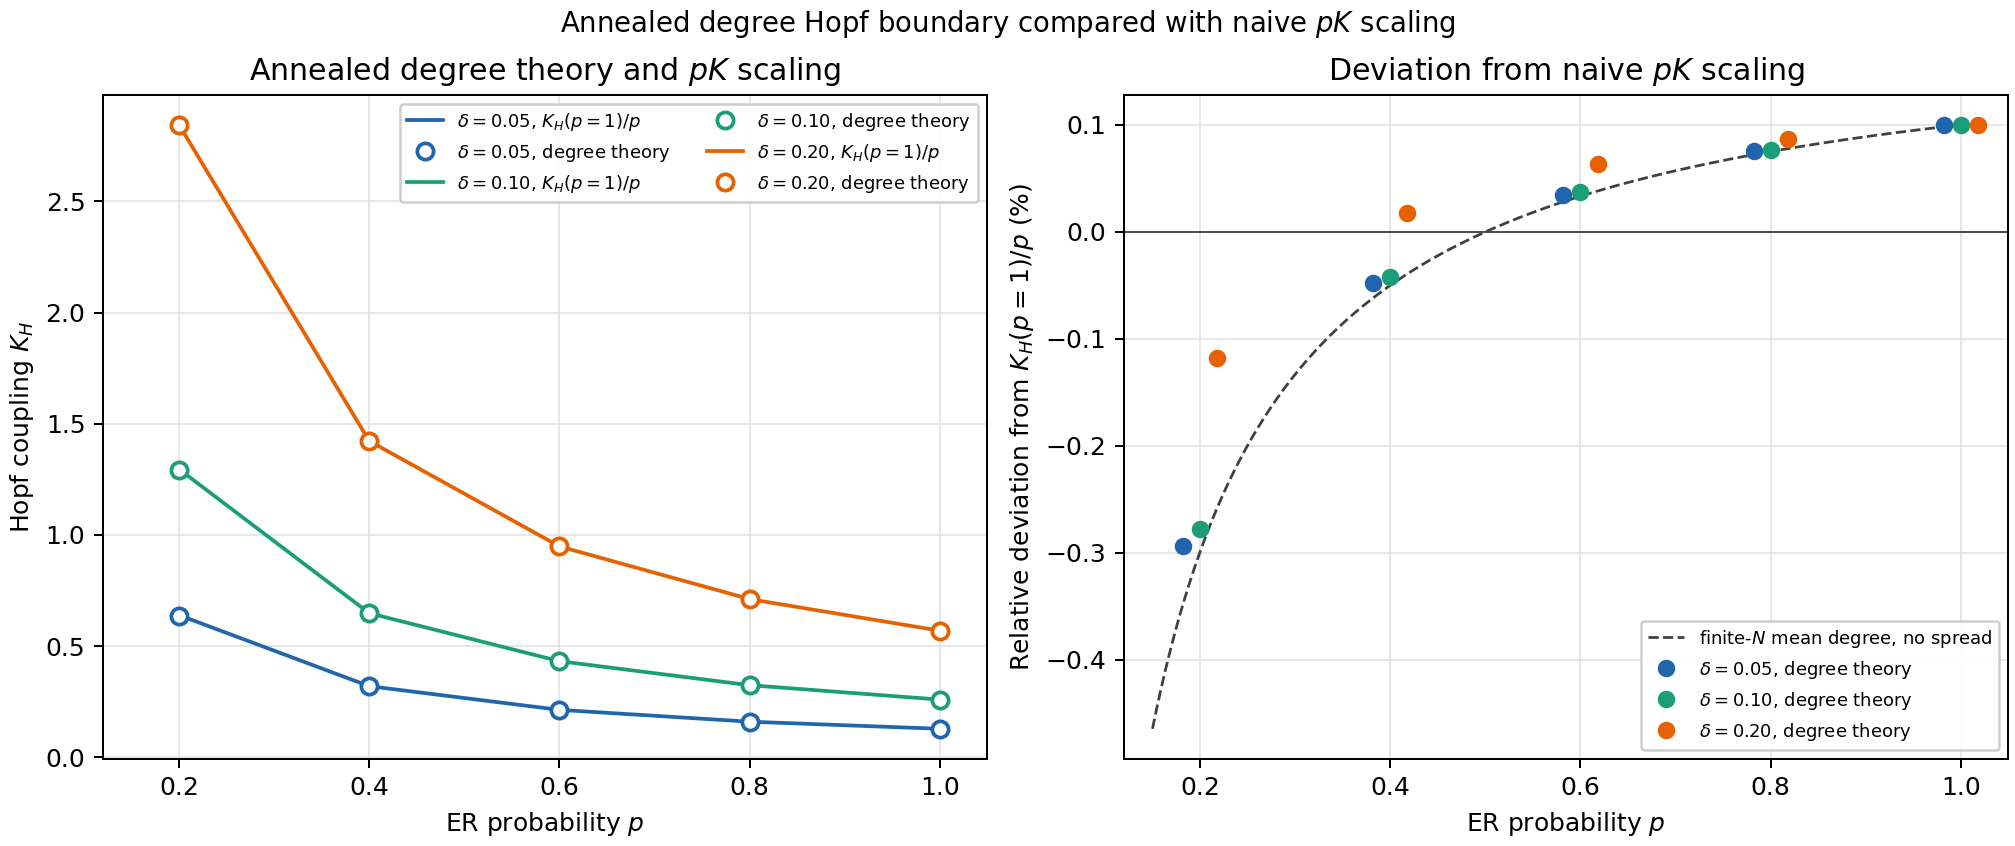 Annealed degree Hopf boundary compared with naive pK scaling
Annealed degree theory and pK scaling
Hopf coupling K_H
2.5
2.0
1.5
1.0
0.5
0.0
δ = 0.05, K_H(p = 1)/p
δ = 0.05, degree theory
δ = 0.10, K_H(p = 1)/p
δ = 0.10, degree theory
δ = 0.20, K_H(p = 1)/p
δ = 0.20, degree theory
0.2 0.4 0.6 0.8 1.0
ER probability p
Deviation from naive pK scaling
Relative deviation from K_H(p = 1)/p (%)
0.1
0.0
−0.1
−0.2
−0.3
−0.4
finite-N mean degree, no spread
δ = 0.05, degree theory
δ = 0.10, degree theory
δ = 0.20, degree theory
0.2 0.4 0.6 0.8 1.0
ER probability p